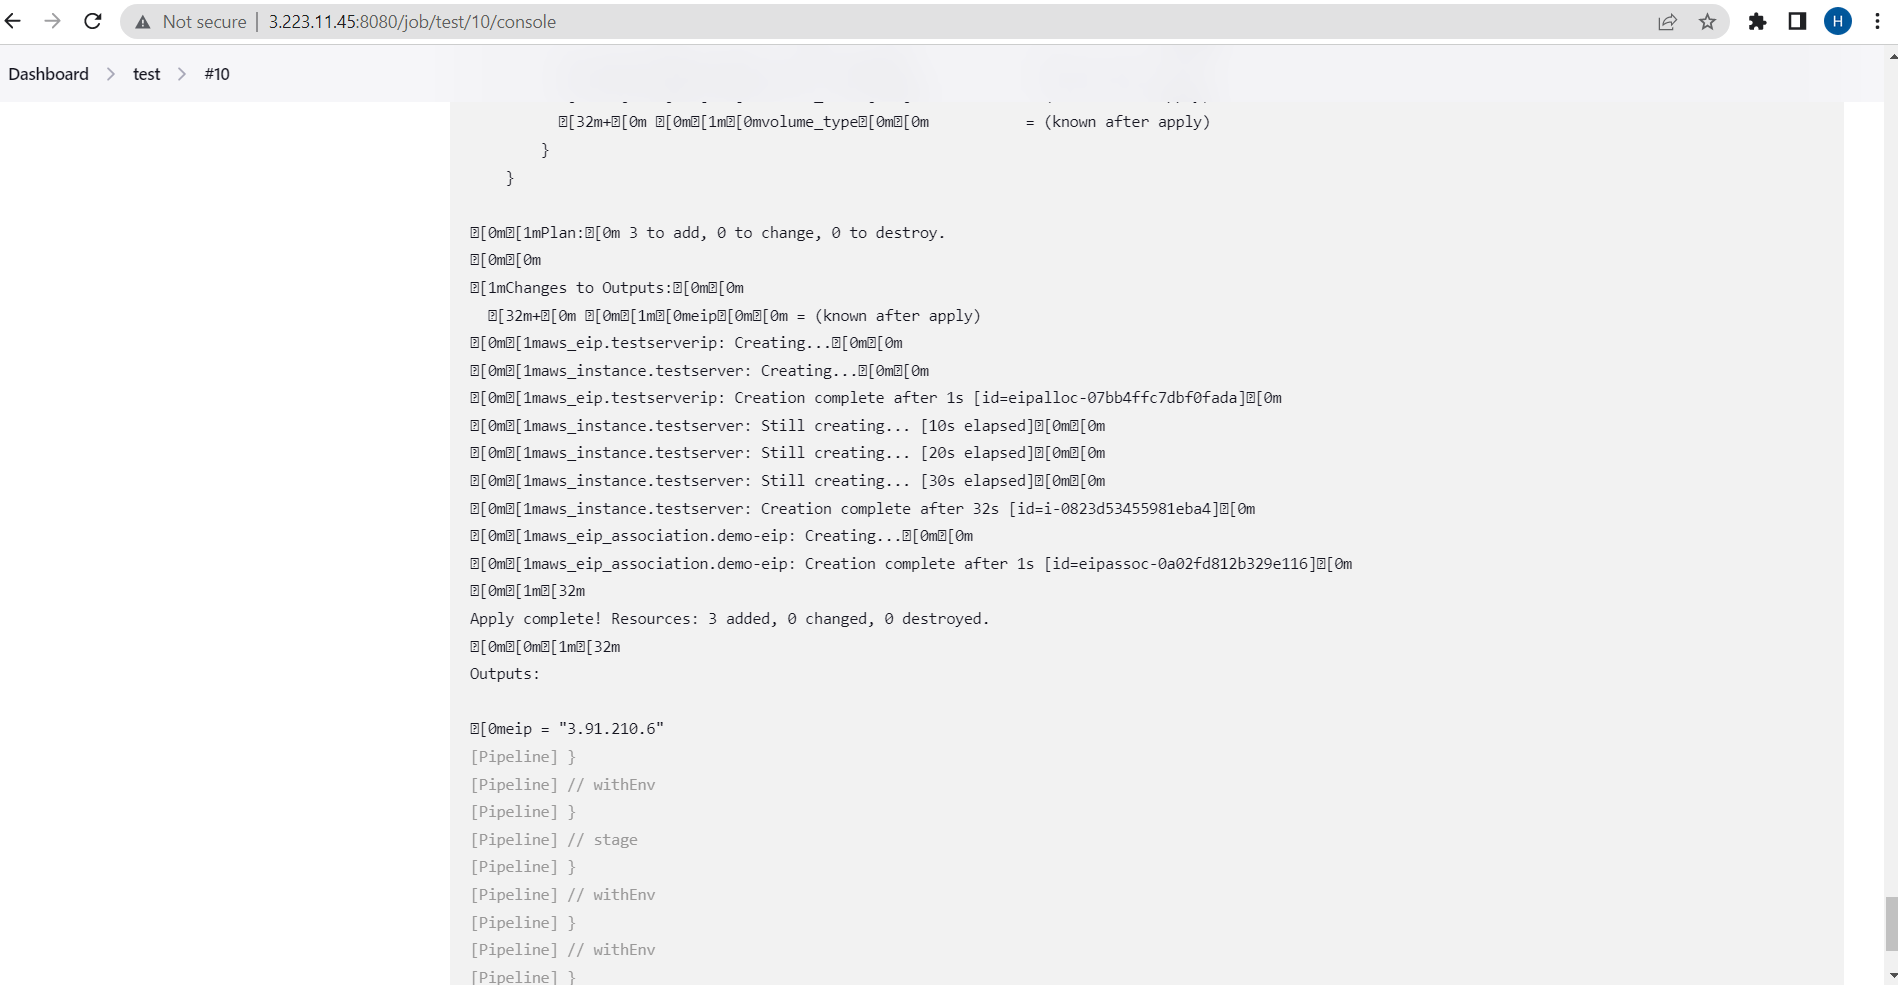 Not secure | 3.223.11.45:8080/job/test/10/console
H
Dashboard > test > #10
[32m+[0m [0m[1m[0mvolume_type[0m[0m = (known after apply)
}
}
[0m[1mPlan:[0m 3 to add, 0 to change, 0 to destroy.
[0m[0m
[1mChanges to Outputs:[0m[0m
[32m+[0m [0m[1m[0meip[0m[0m = (known after apply)
[0m[1maws_eip.testserverip: Creating...[0m[0m
[0m[1maws_instance.testserver: Creating...[0m[0m
[0m[1maws_eip.testserverip: Creation complete after 1s [id=eipalloc-07bb4ffc7dbf0fada][0m
[0m[1maws_instance.testserver: Still creating... [10s elapsed][0m[0m
[0m[1maws_instance.testserver: Still creating... [20s elapsed][0m[0m
[0m[1maws_instance.testserver: Still creating... [30s elapsed][0m[0m
[0m[1maws_instance.testserver: Creation complete after 32s [id=i-0823d53455981eba4][0m
[0m[1maws_eip_association.demo-eip: Creating...[0m[0m
[0m[1maws_eip_association.demo-eip: Creation complete after 1s [id=eipassoc-0a02fd812b329e116][0m
[0m[1m[32m
Apply complete! Resources: 3 added, 0 changed, 0 destroyed.
[0m[0m[1m[32m
Outputs:
[0meip = "3.91.210.6"
[Pipeline] }
[Pipeline] // withEnv
[Pipeline] }
[Pipeline] // stage
[Pipeline] }
[Pipeline] // withEnv
[Pipeline] }
[Pipeline] // withEnv
[Pipeline] }